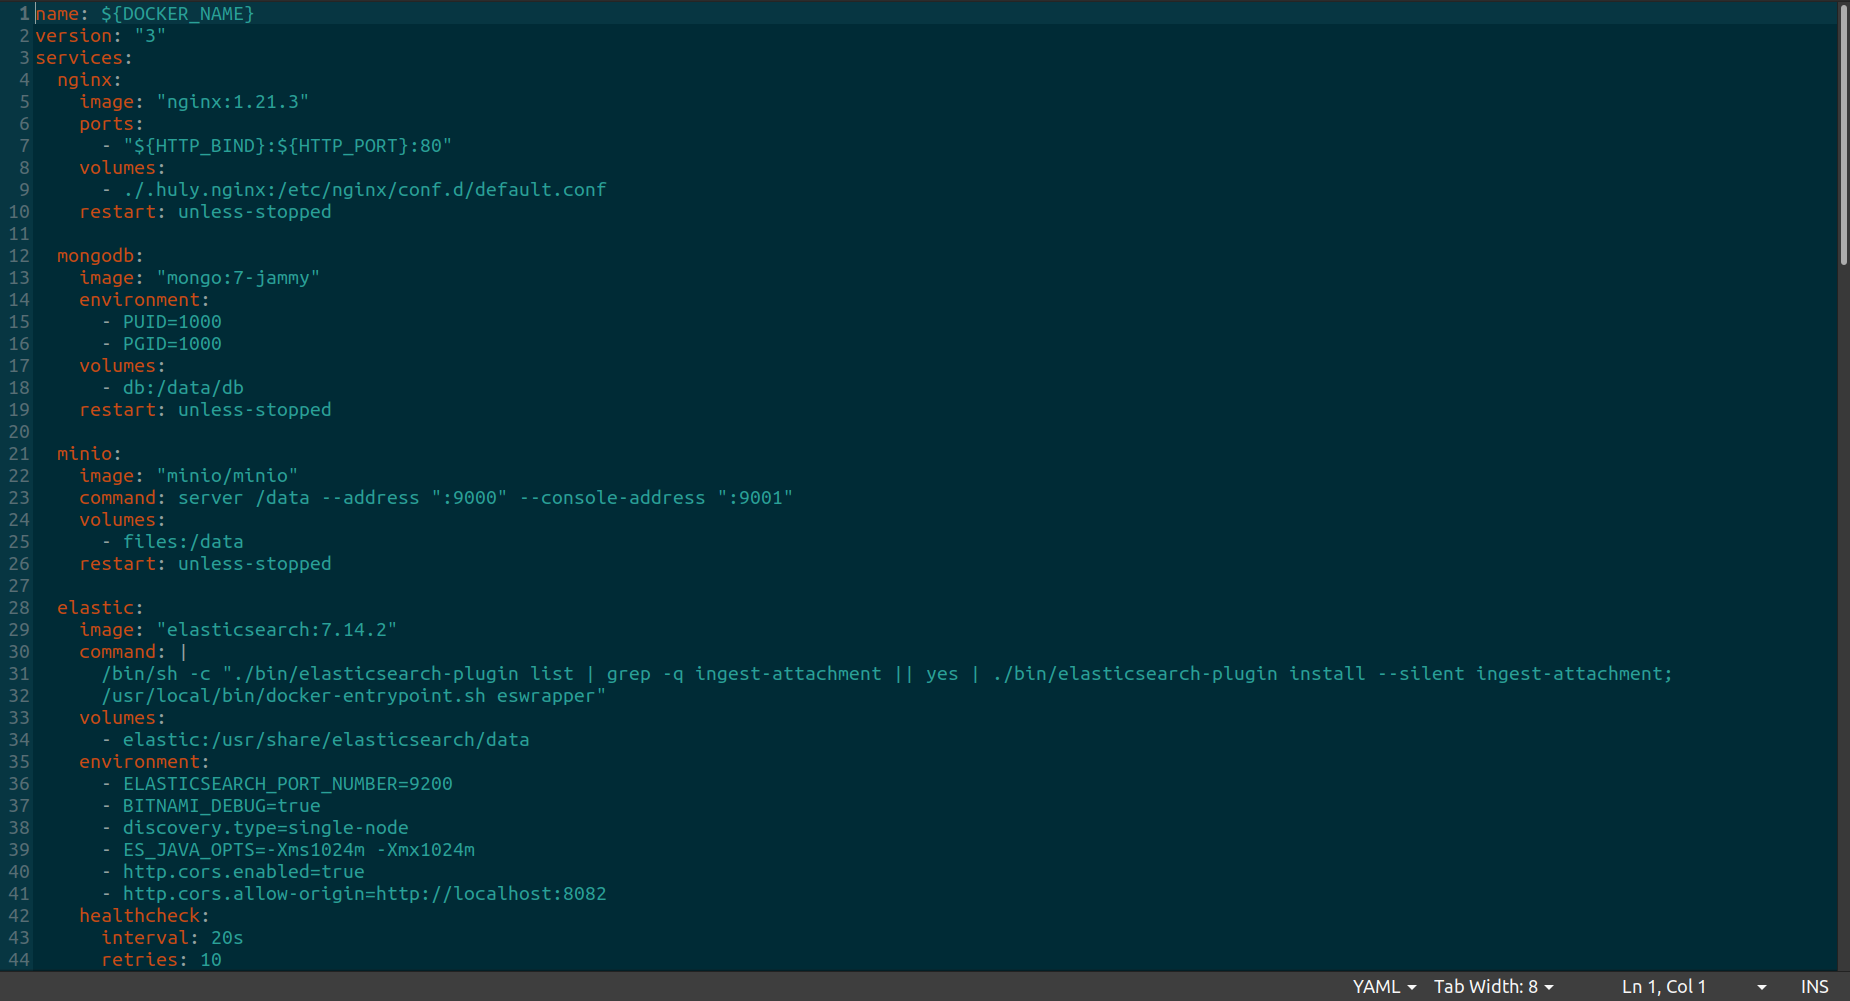 1 name: ${DOCKER_NAME}
2 version: "3"
3 services:
4   nginx:
5     image: "nginx:1.21.3"
6     ports:
7       - "${HTTP_BIND}:${HTTP_PORT}:80"
8     volumes:
9       - ./.huly.nginx:/etc/nginx/conf.d/default.conf
10     restart: unless-stopped
11
12   mongodb:
13     image: "mongo:7-jammy"
14     environment:
15       - PUID=1000
16       - PGID=1000
17     volumes:
18       - db:/data/db
19     restart: unless-stopped
20
21   minio:
22     image: "minio/minio"
23     command: server /data --address ":9000" --console-address ":9001"
24     volumes:
25       - files:/data
26     restart: unless-stopped
27
28   elastic:
29     image: "elasticsearch:7.14.2"
30     command: |
31       /bin/sh -c "./bin/elasticsearch-plugin list | grep -q ingest-attachment || yes | ./bin/elasticsearch-plugin install --silent ingest-attachment;
32       /usr/local/bin/docker-entrypoint.sh eswrapper"
33     volumes:
34       - elastic:/usr/share/elasticsearch/data
35     environment:
36       - ELASTICSEARCH_PORT_NUMBER=9200
37       - BITNAMI_DEBUG=true
38       - discovery.type=single-node
39       - ES_JAVA_OPTS=-Xms1024m -Xmx1024m
40       - http.cors.enabled=true
41       - http.cors.allow-origin=http://localhost:8082
42     healthcheck:
43       interval: 20s
44       retries: 10
YAML Tab Width: 8 Ln 1, Col 1 INS